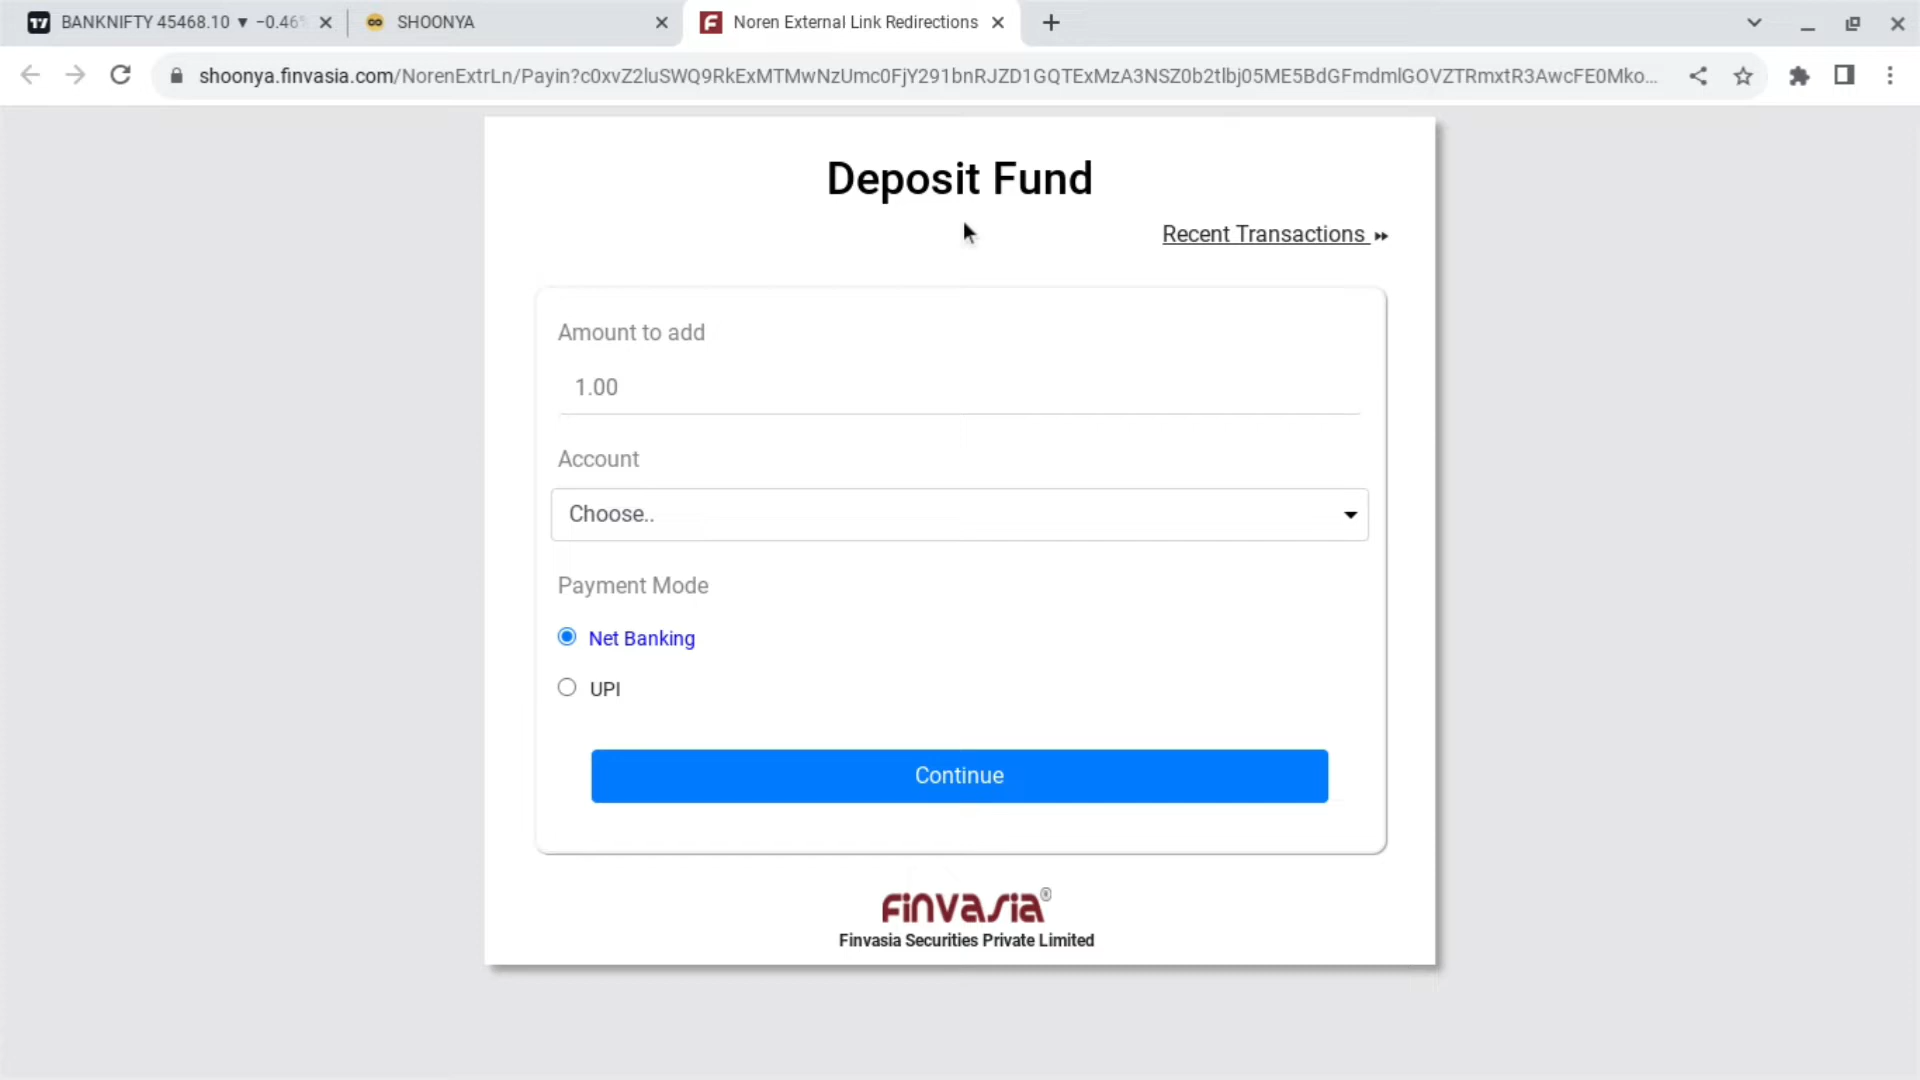 BANKNIFTY 45468.10 ▼ −0.46%
SHOONYA
Noren External Link Redirections
shoonya.finvasia.com/NorenExtrLn/Payin?c0xvZ2luSWQ9RkExMTMwNzUmc0FjY291bnRJZD1GQTExMzA3NSZ0b2tlbj05ME5BdGFmdmlGOVZTRmxtR3AwcFE0Mko...
Deposit Fund
Recent Transactions
Amount to add
1.00
Account
Choose..
Payment Mode
Net Banking
UPI
Continue
FinVasia®
Finvasia Securities Private Limited